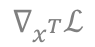 ∇_{x^T} ℒ